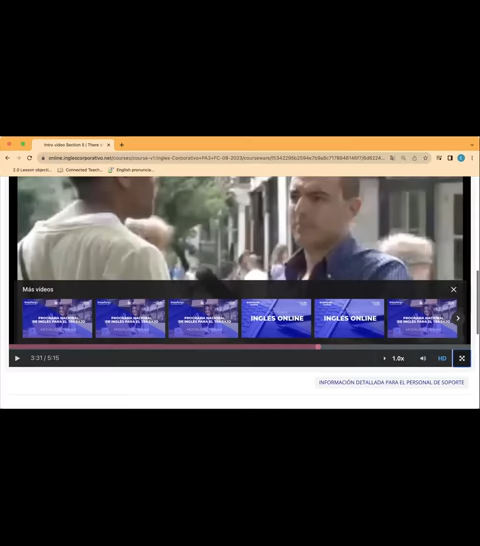 Intro video Section 5 | There a
online.inglescorporativo.net/courses/course-v1:Ingles-Corporativo+PA3+FC-09-2023/courseware/
2.0 Lesson objecti...
Connected Teach...
English pronuncia...
Más videos
PROGRAMA NACIONAL
DE INGLÉS PARA EL TRABAJO
PROGRAMA NACIONAL
DE INGLÉS PARA EL TRABAJO
PROGRAMA NACIONAL
DE INGLÉS PARA EL TRABAJO
INGLÉS ONLINE
INGLÉS ONLINE
PROGRAMA NACIONAL
DE INGLÉS PARA EL TRABAJO
3:31 / 5:15
1.0x
HD
INFORMACIÓN DETALLADA PARA EL PERSONAL DE SOPORTE